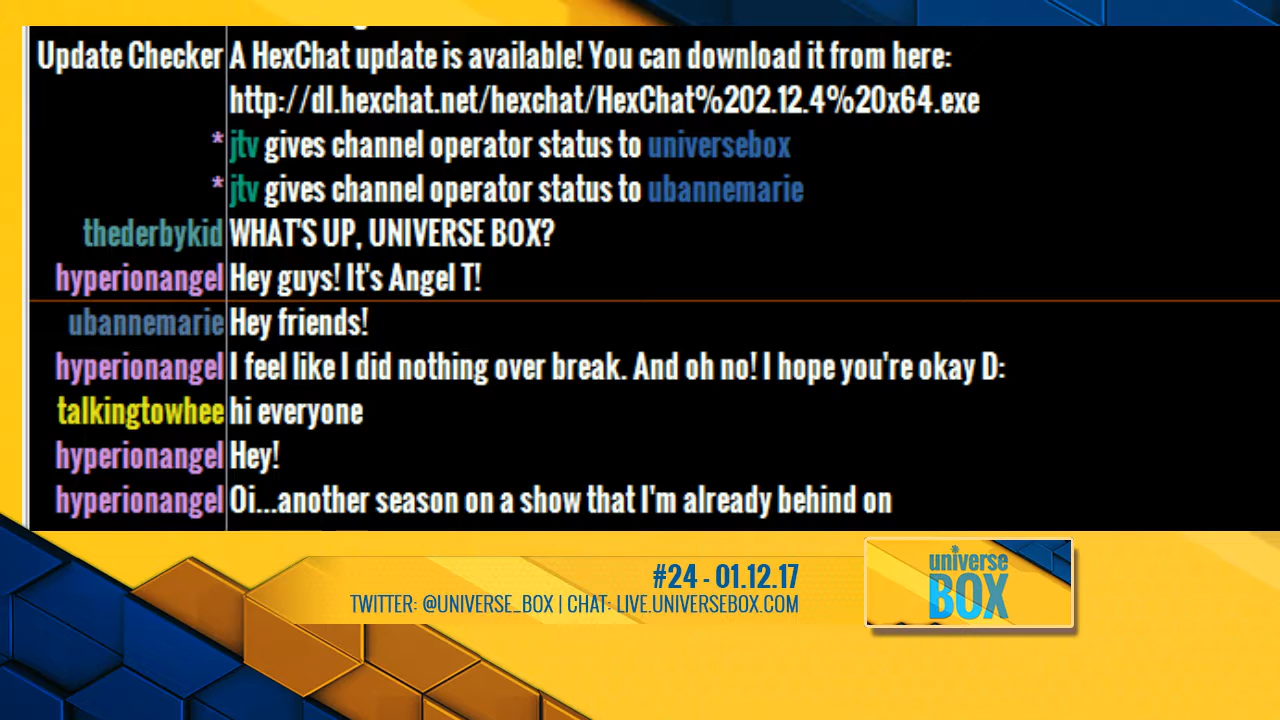 Update Checker A HexChat update is available! You can download it from here:
http://dl.hexchat.net/hexchat/HexChat%202.12.4%20x64.exe
* jtv gives channel operator status to universebox
* jtv gives channel operator status to ubannemarie
thederbykid WHAT'S UP, UNIVERSE BOX?
hyperionangel Hey guys! It's Angel T!
ubannemarie Hey friends!
hyperionangel I feel like I did nothing over break. And oh no! I hope you're okay D:
talkingtowhee hi everyone
hyperionangel Hey!
hyperionangel Oi...another season on a show that I'm already behind on
#24 - 01.12.17
TWITTER: @UNIVERSE_BOX | CHAT: LIVE.UNIVERSEBOX.COM
universe
BOX